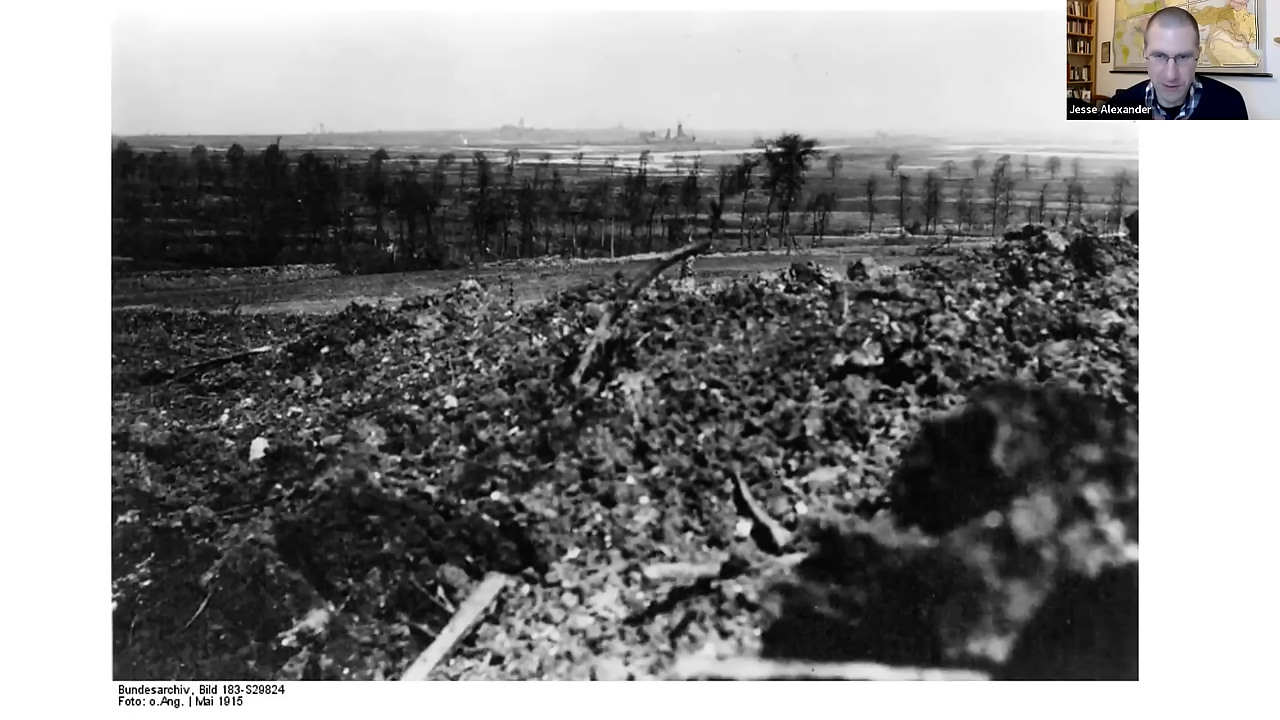 Jesse Alexander
Bundesarchiv, Bild 183-S29824
Foto: o.Ang. | Mai 1915